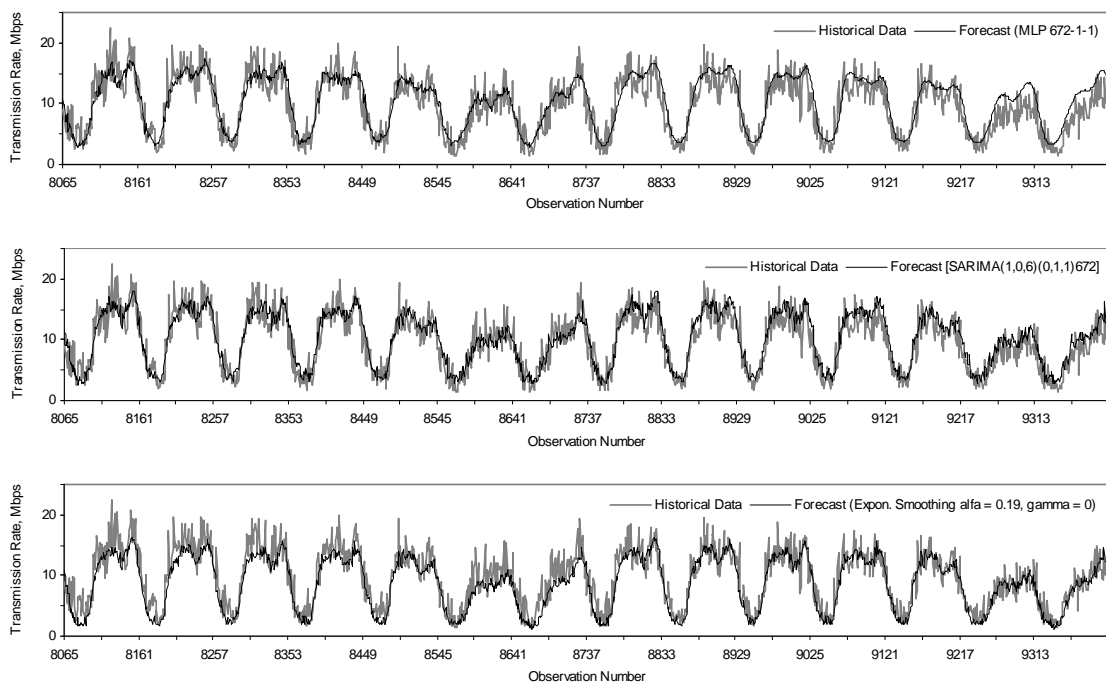 Transmission Rate, Mbps
20
10
0
Historical Data
Forecast (MLP 672-1-1)
8065 8161 8257 8353 8449 8545 8641 8737 8833 8929 9025 9121 9217 9313
Observation Number
Transmission Rate, Mbps
20
10
0
Historical Data
Forecast [SARIMA(1,0,6)(0,1,1)672]
8065 8161 8257 8353 8449 8545 8641 8737 8833 8929 9025 9121 9217 9313
Observation Number
Transmission Rate, Mbps
20
10
0
Historical Data
Forecast (Expon. Smoothing alfa = 0.19, gamma = 0)
8065 8161 8257 8353 8449 8545 8641 8737 8833 8929 9025 9121 9217 9313
Observation Number